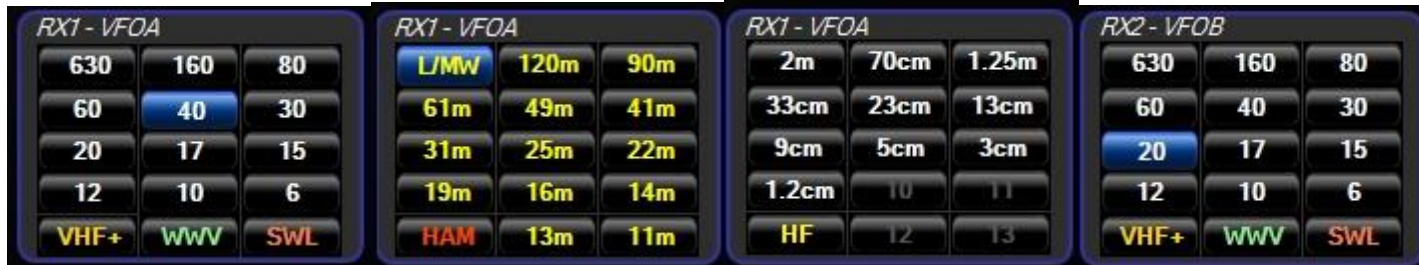 RX1 - VFOA
630 160 80
60 40 30
20 17 15
12 10 6
VHF+ WWV SWL
RX1 - VFOA
L/MW 120m 90m
61m 49m 41m
31m 25m 22m
19m 16m 14m
HAM 13m 11m
RX1 - VFOA
2m 70cm 1.25m
33cm 23cm 13cm
9cm 5cm 3cm
1.2cm 10 11
HF 12 13
RX2 - VFOB
630 160 80
60 40 30
20 17 15
12 10 6
VHF+ WWV SWL